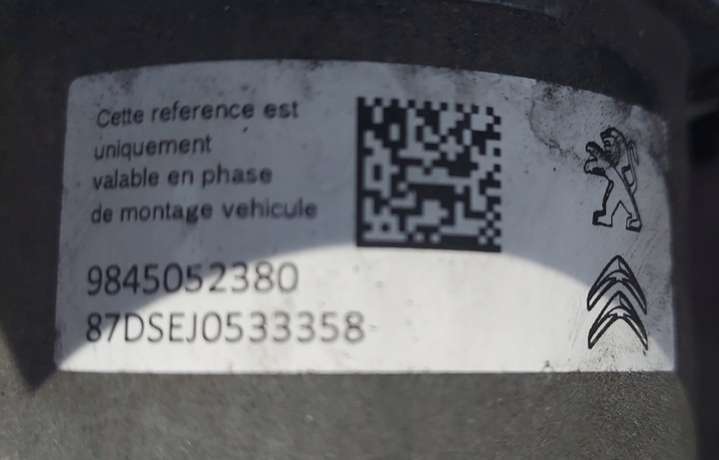 Cette reference est
uniquement
valable en phase
de montage vehicule
9845052380
87DSEJ0533358